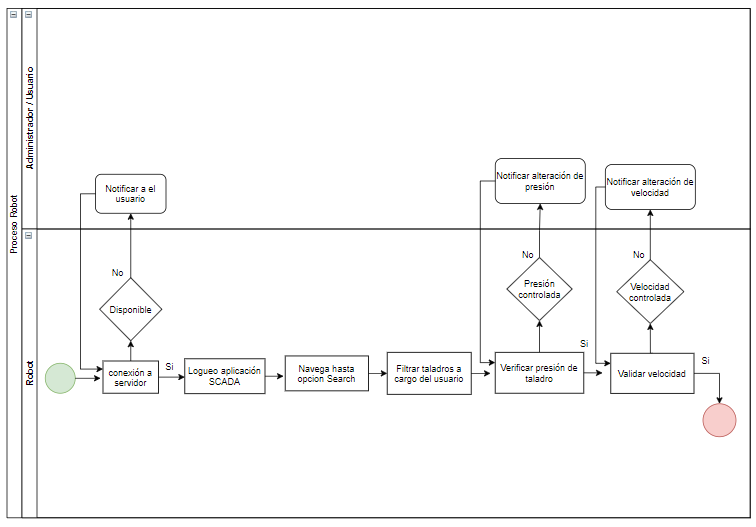 Proceso Robot
Administrador / Usuario
Notificar a el
usuario
Notificar alteración de
presión
Notificar alteración de
velocidad
Robot
No
No
No
Disponible
Presión
controlada
Velocidad
controlada
conexión a
servidor
Si
Logueo aplicación
SCADA
Navega hasta
opcion Search
Filtrar taladros a
cargo del usuario
Verificar presión de
taladro
Si
Validar velocidad
Si